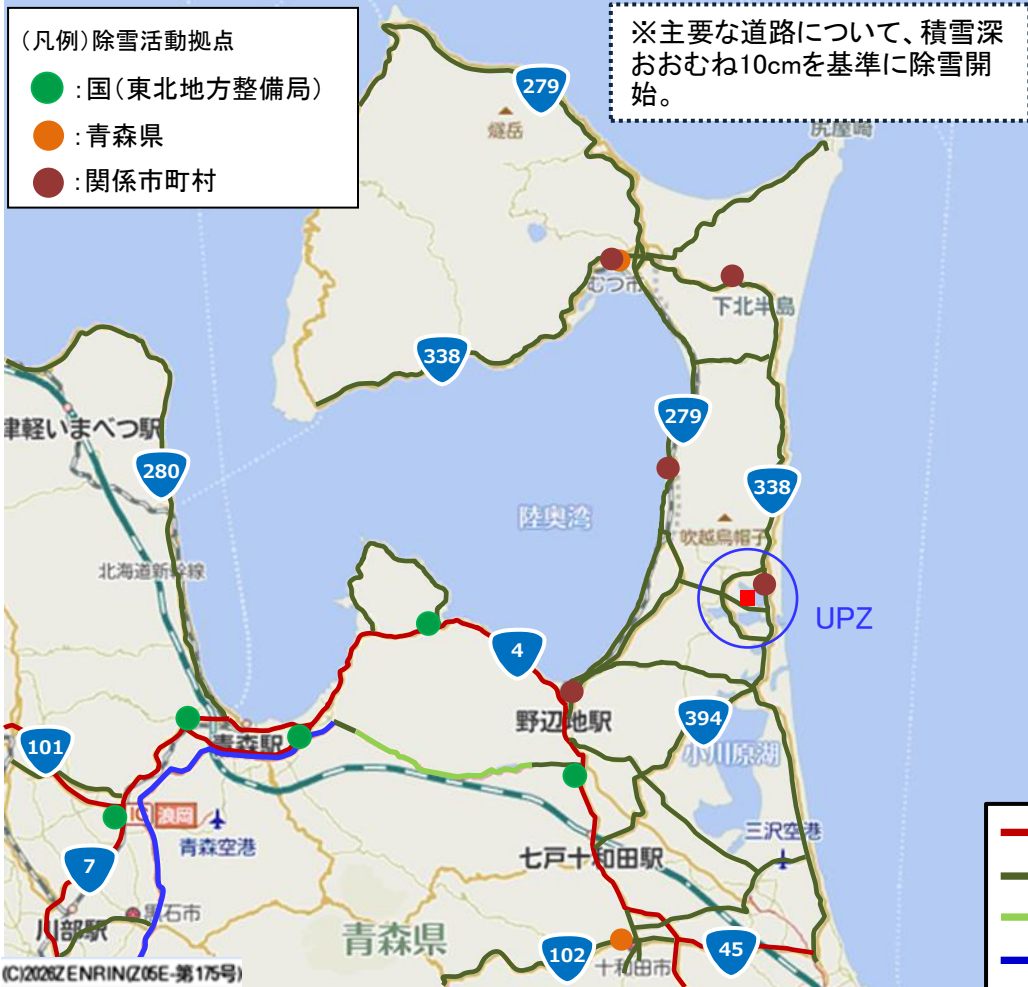 (凡例)除雪活動拠点
:国(東北地方整備局)
:青森県
:関係市町村
※主要な道路について、積雪深
おおむね10cmを基準に除雪開
始。
279
燧岳
尻屋崎
むつ市
下北半島
338
279
津軽いまべつ駅
280
338
陸奥湾
吹越烏帽子
北海道新幹線
UPZ
4
野辺地駅
394
青森駅
小川原湖
101
IC 浪岡
青森空港
三沢空港
七戸十和田駅
7
黒石市
川部駅
青森県
102
十和田市
45
(C)2026ZENRIN(Z05E-第175号)